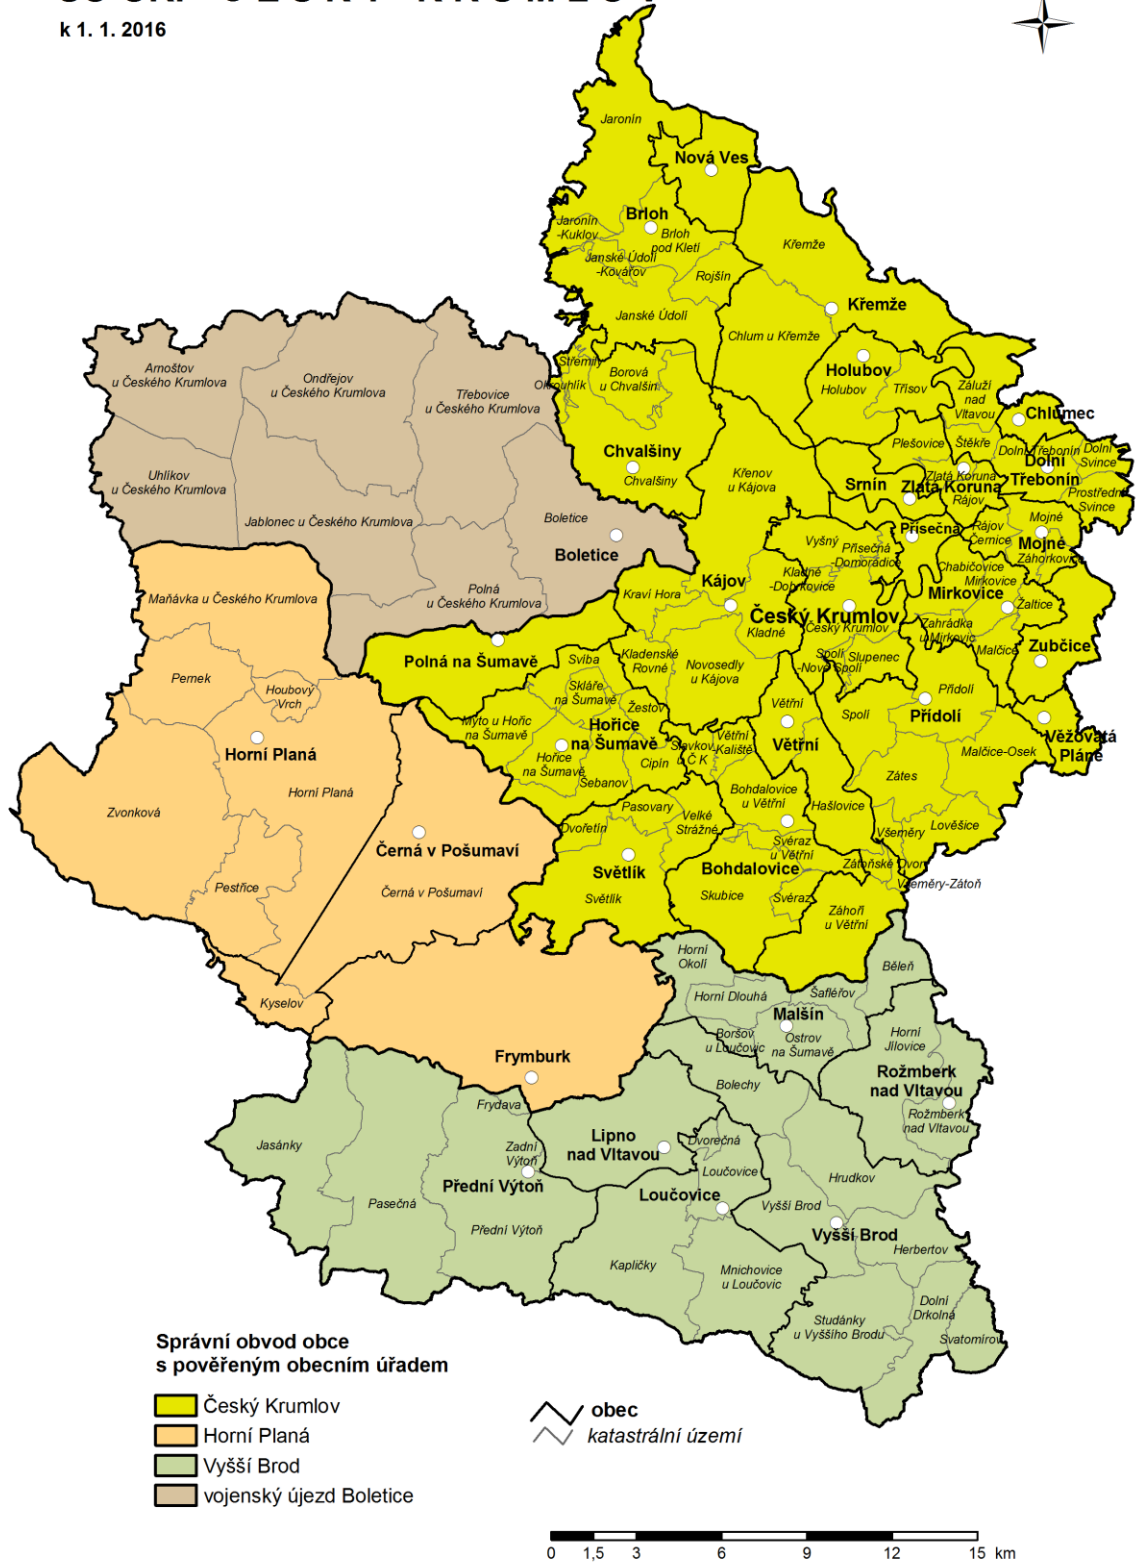 k 1. 1. 2016
Jaronín
Nová Ves
Brloh
Jaronín
-Kuklov
Brloh
pod Kletí
Křemže
Janské Údolí
-Kovářov
Rojšín
Křemže
Janské Údolí
Chlum u Křemže
Arnoštov
u Českého Krumlova
Ondřejov
u Českého Krumlova
Třebovice
u Českého Krumlova
Střemily
Okrouhlík
Borová
u Chvalšin
Holubov
Holubov
Třísov
Záluží
nad
Vltavou
Chlumec
Plešovice
Štěkře
Dolní Třebonín
Dolní
Třebonín
Dolní
Svince
Chvalšiny
Chvalšiny
Křenov
u Kájova
Srnín
Zlatá Koruna
Zlatá Koruna
Rájov
Prostřední
Svince
Uhlíkov
u Českého Krumlova
Jablonec u Českého Krumlova
Boletice
Boletice
Vyšný
Přísečná
Přísečná
-Domoradice
Rájov
Černice
Mojné
Mojné
Záhorkovice
Chabičovice
Mirkovice
Mirkovice
Žaltice
Maňávka u Českého Krumlova
Polná
u Českého Krumlova
Kraví Hora
Kájov
Kladné
-Dobrkovice
Český Krumlov
Český Krumlov
Kladné
Zahrádka
u Mirkovic
Malčice
Zubčice
Polná na Šumavě
Sviba
Kladenské
Rovné
Novosedly
u Kájova
Spolí
-Nové Spolí
Slupenec
Pernek
Houbový
Vrch
Skláře
na Šumavě
Žestov
Větřní
Spolí
Přídolí
Přídolí
Horní Planá
Mýto u Hořic
na Šumavě
Hořice
na Šumavě
Hořice
na Šumavě
Cipín
Slavkov
u Č K
Větřní
-Kaliště
Větřní
Malčice-Osek
Věžovatá
Pláně
Šebanov
Zvonková
Horní Planá
Bohdalovice
u Větřní
Zátes
Pasovary
Velké
Strážné
Hašlovice
Dvořetín
Všeměry
Lověšice
Černá v Pošumaví
Černá v Pošumaví
Světlík
Světlík
Svéraz
u Větřní
Bohdalovice
Zátoňské Dvory
Všeměry-Zátoň
Pestřice
Skubice
Svéraz
Záhoří
u Větřní
Kyselov
Horní
Okolí
Běleň
Horní Dlouhá
Šafléřov
Malšín
Boršov
u Loučovic
Ostrov
na Šumavě
Horní
Jílovice
Frymburk
Bolechy
Rožmberk
nad Vltavou
Rožmberk
nad Vltavou
Frydava
Jasánky
Zadní
Výtoň
Lipno
nad Vltavou
Dvorečná
Loučovice
Přední Výtoň
Pasečná
Přední Výtoň
Loučovice
Hrudkov
Vyšší Brod
Vyšší Brod
Herbertov
Kapličky
Mnichovice
u Loučovic
Studánky
u Vyššího Brodu
Dolní
Drkolná
Svatomírov
Správní obvod obce
s pověřeným obecním úřadem
Český Krumlov
Horní Planá
Vyšší Brod
vojenský újezd Boletice
obec
katastrální území
0 1,5 3 6 9 12 15 km